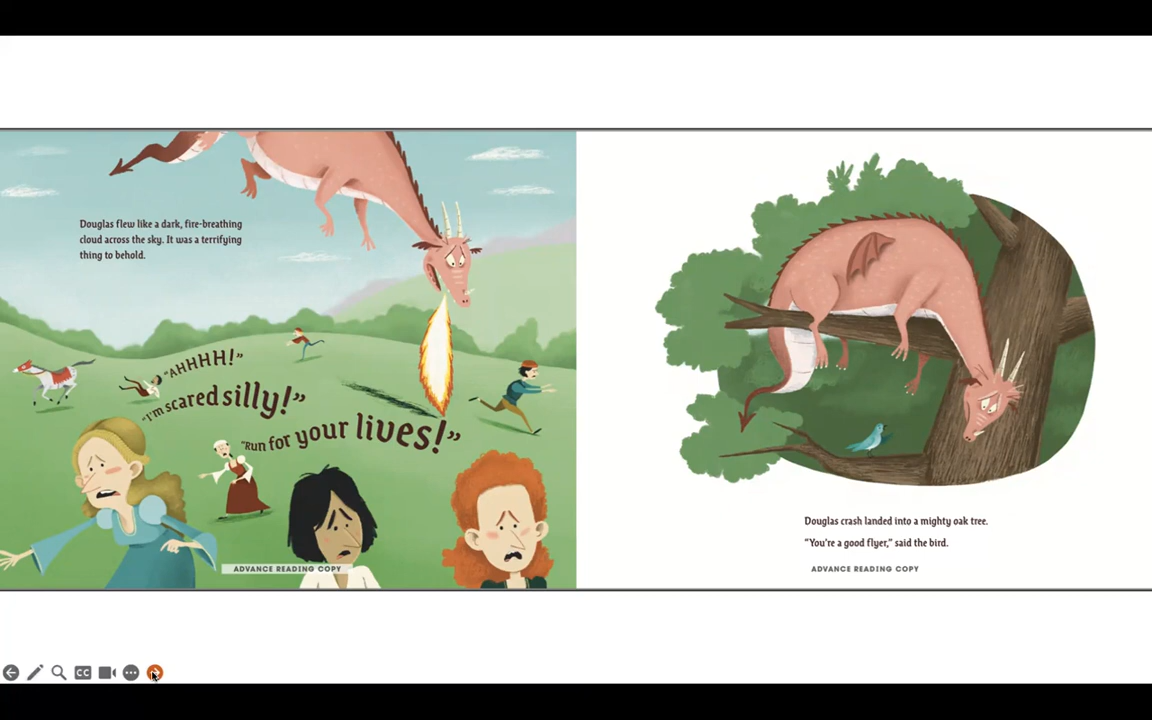 Douglas flew like a dark, fire-breathing
cloud across the sky. It was a terrifying
thing to behold.
"AHHHH!"
"I'm scared silly!"
"Run for your lives!"
ADVANCE READING COPY
Douglas crash landed into a mighty oak tree.
"You're a good flyer," said the bird.
ADVANCE READING COPY
CC